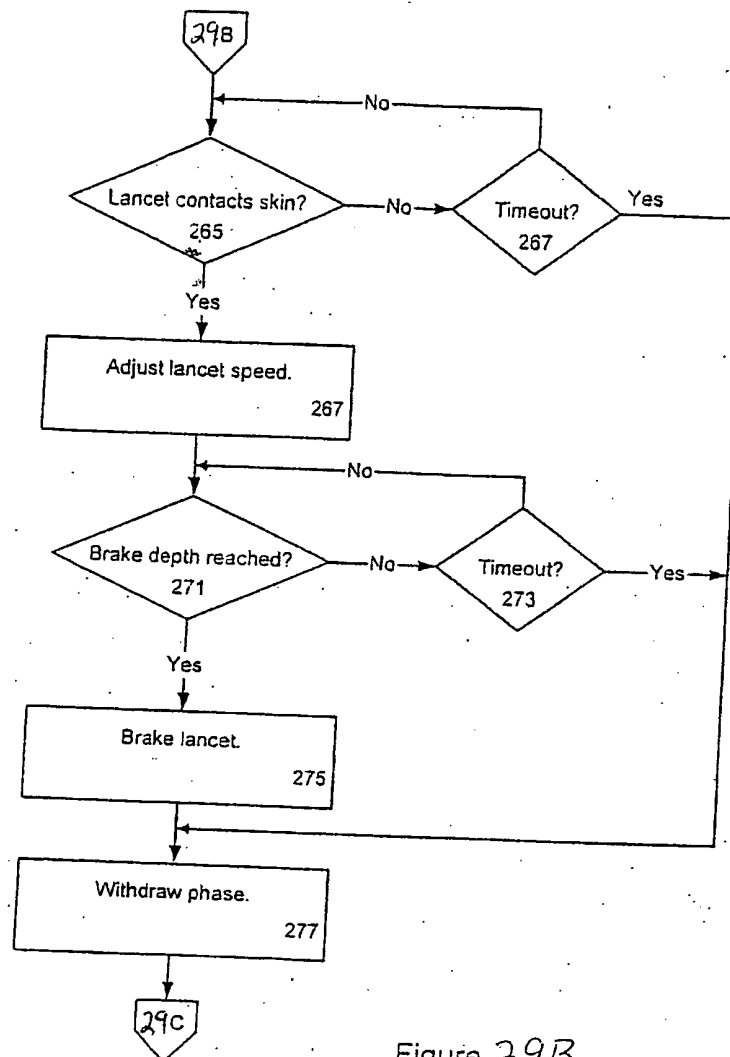 29B
No
Lancet contacts skin?
265
No
Timeout?
267
Yes
Yes
Adjust lancet speed.
267
No
Brake depth reached?
271
No
Timeout?
273
Yes
Yes
Brake lancet.
275
Withdraw phase.
277
29C
Figure 29B